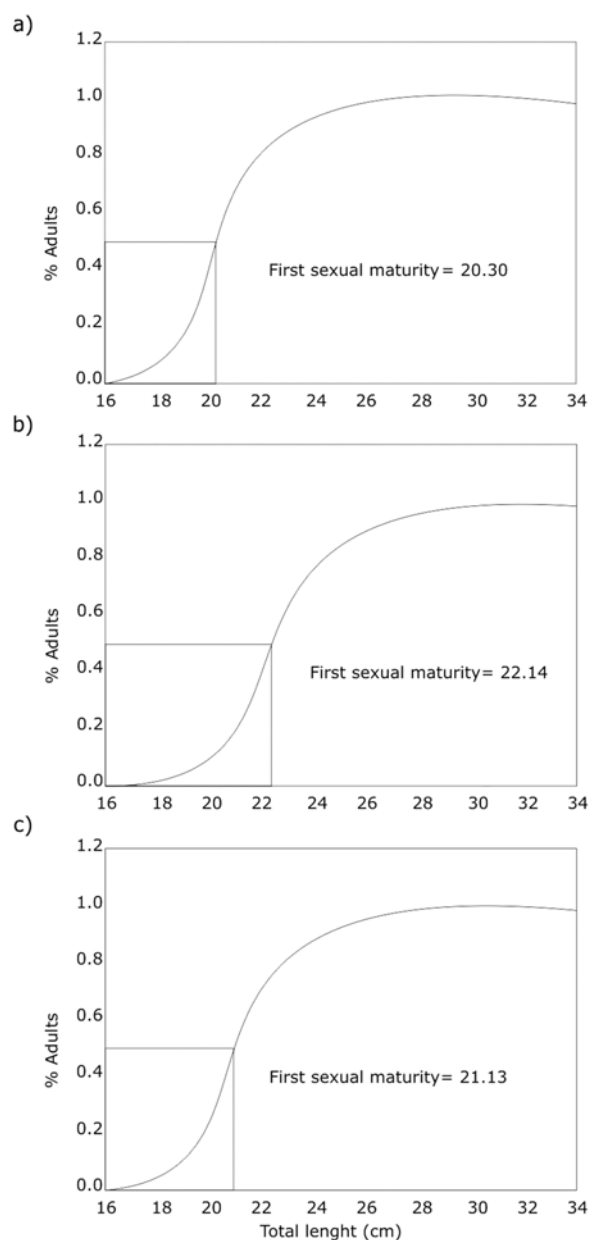 a)
1.2
1.0
0.8
0.6
0.4
0.2
0.0
% Adults
First sexual maturity= 20.30
16 18 20 22 24 26 28 30 32 34
b)
1.2
1.0
0.8
0.6
0.4
0.2
0.0
% Adults
First sexual maturity= 22.14
16 18 20 22 24 26 28 30 32 34
c)
1.2
1.0
0.8
0.6
0.4
0.2
0.0
% Adults
First sexual maturity= 21.13
16 18 20 22 24 26 28 30 32 34
Total lenght (cm)